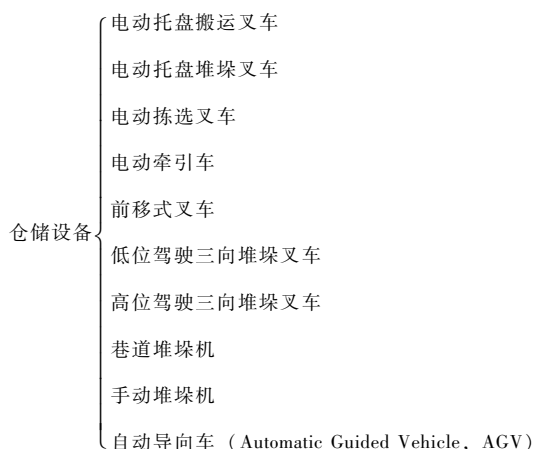 电动托盘搬运叉车
电动托盘堆垛叉车
电动拣选叉车
电动牵引车
前移式叉车
仓储设备
低位驾驶三向堆垛叉车
高位驾驶三向堆垛叉车
巷道堆垛机
手动堆垛机
自动导向车（Automatic Guided Vehicle，AGV）